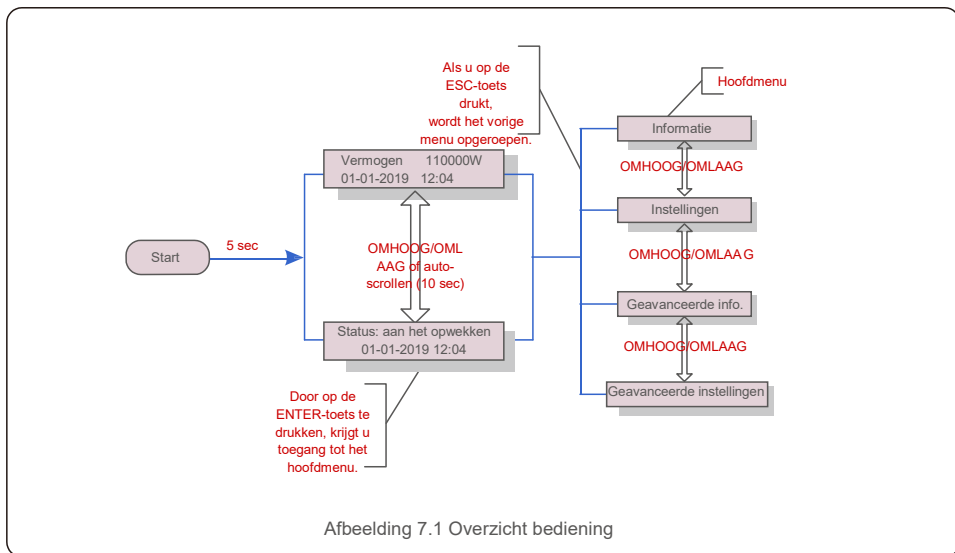 Als u op de
ESC-toets
drukt,
wordt het vorige
menu opgeroepen.
Hoofdmenu
Informatie
OMHOOG/OMLAAG
Instellingen
OMHOOG/OMLAA G
Geavanceerde info.
OMHOOG/OMLAAG
Geavanceerde instellingen
Vermogen 110000W
01-01-2019 12:04
Start
5 sec
OMHOOG/OML
AAG of auto-
scrollen (10 sec)
Status: aan het opwekken
01-01-2019 12:04
Door op de
ENTER-toets te
drukken, krijgt u
toegang tot het
hoofdmenu.
Afbeelding 7.1 Overzicht bediening